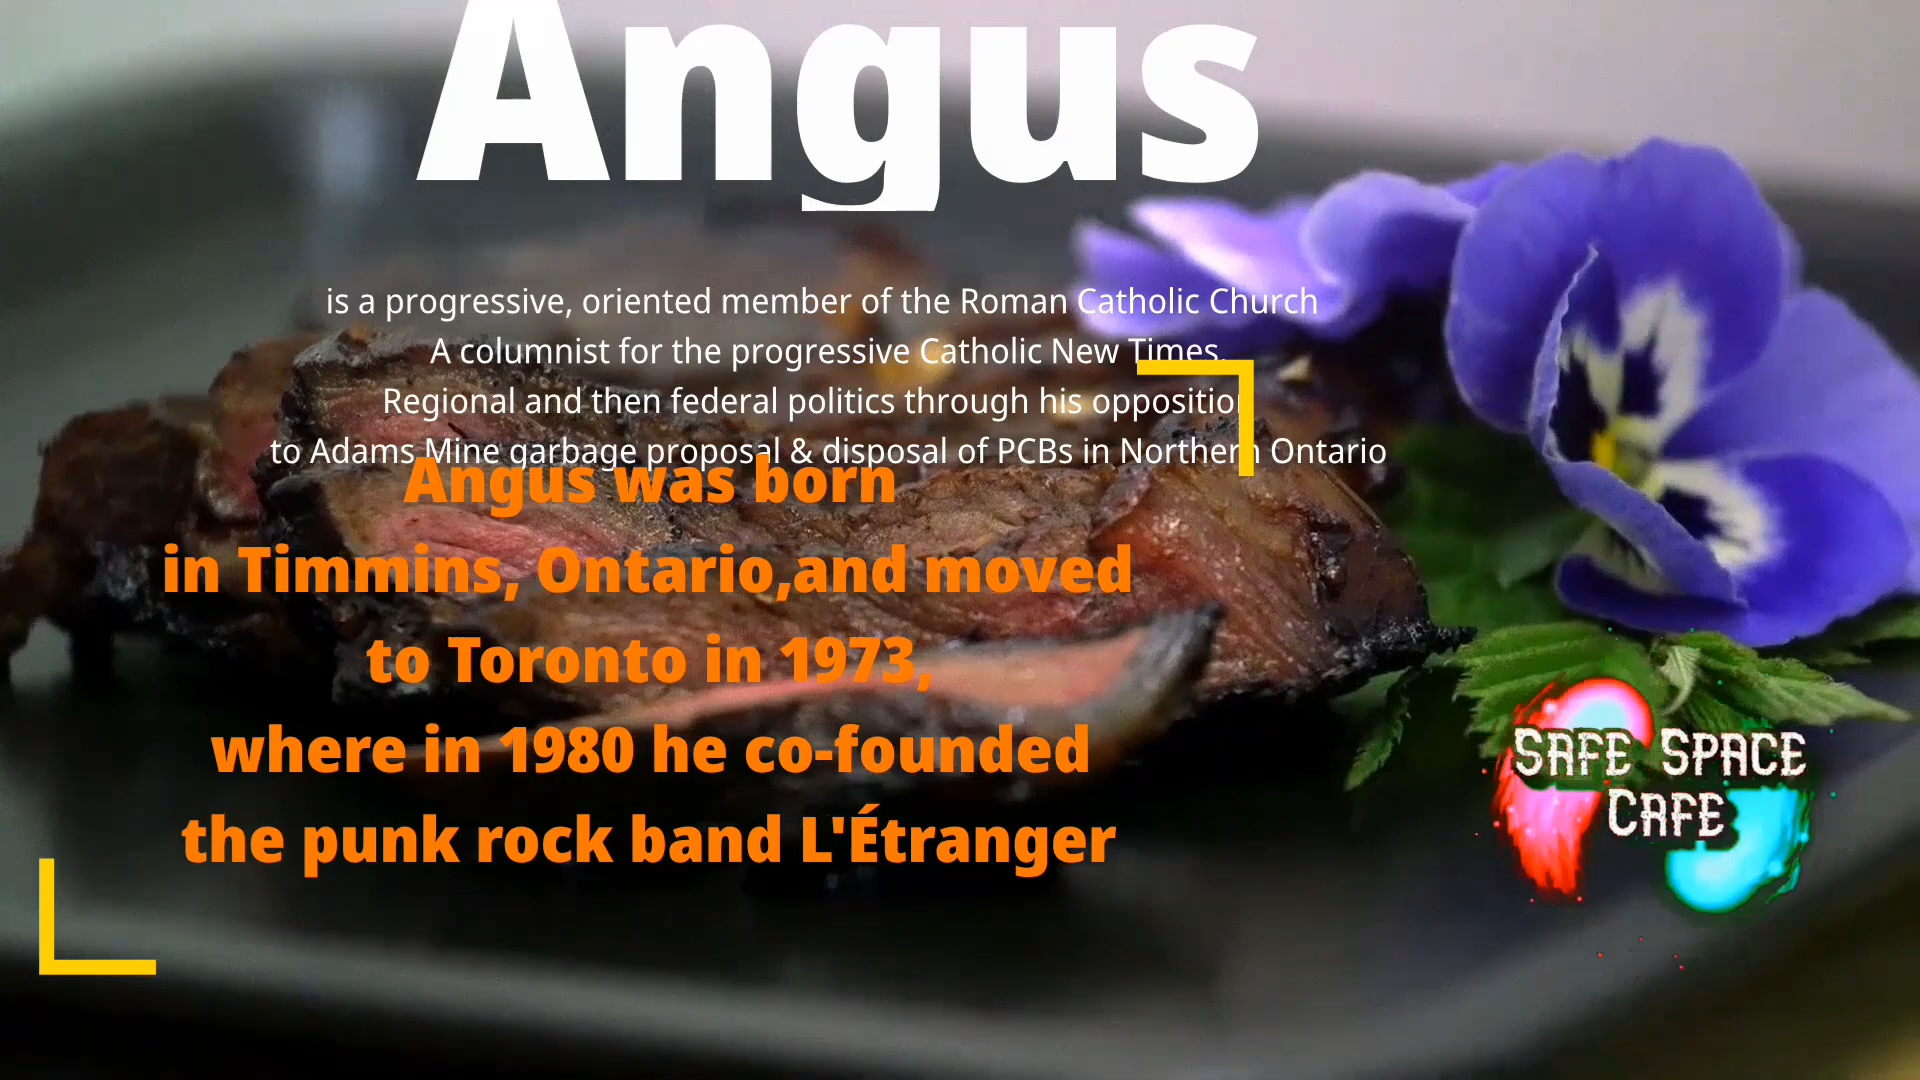 Angus
is a progressive, oriented member of the Roman Catholic Church
A columnist for the progressive Catholic New Times.
Regional and then federal politics through his opposition
to Adams Mine garbage proposal & disposal of PCBs in Northern Ontario
Angus was born
in Timmins, Ontario,and moved
to Toronto in 1973,
where in 1980 he co-founded
the punk rock band L'Étranger
SAFE SPACE
CAFE